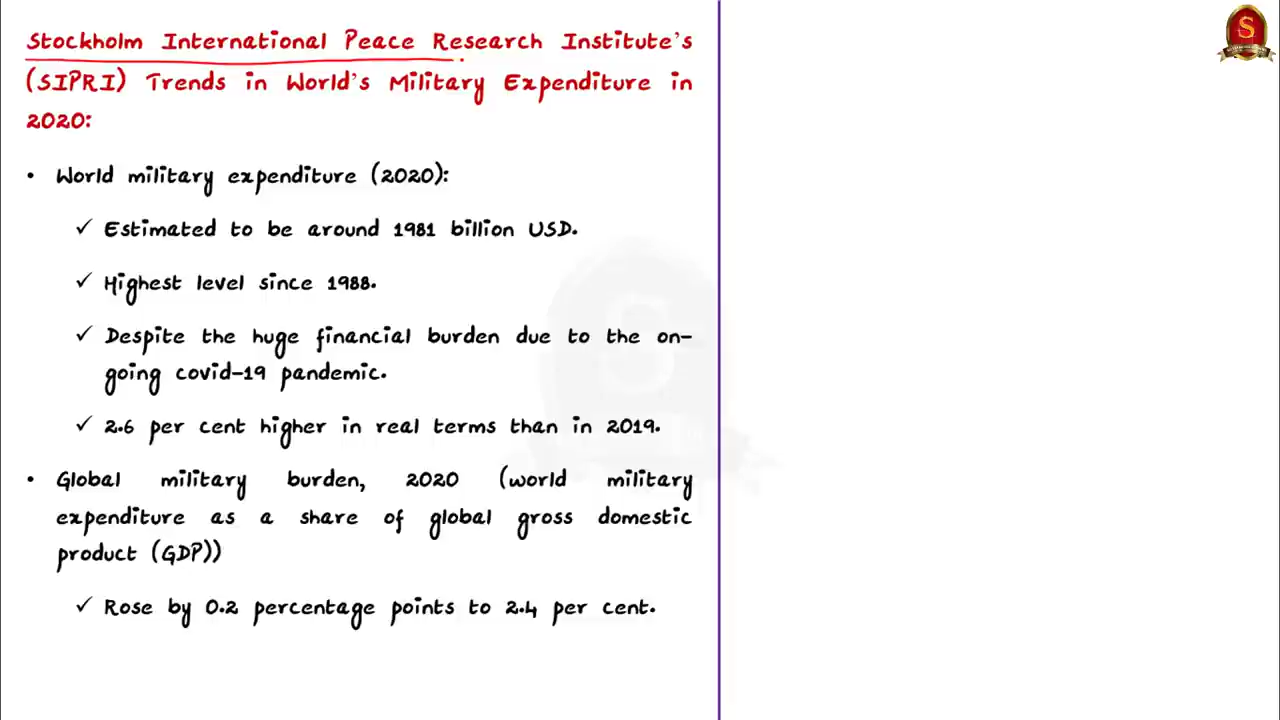 Stockholm International Peace Research Institute's
(SIPRI) Trends in World's Military Expenditure in
2020:
• World military expenditure (2020):
✓ Estimated to be around 1981 billion USD.
✓ Highest level since 1988.
✓ Despite the huge financial burden due to the on-
going covid-19 pandemic.
✓ 2.6 per cent higher in real terms than in 2019.
• Global military burden, 2020 (world military
expenditure as a share of global gross domestic
product (GDP))
✓ Rose by 0.2 percentage points to 2.4 per cent.
S